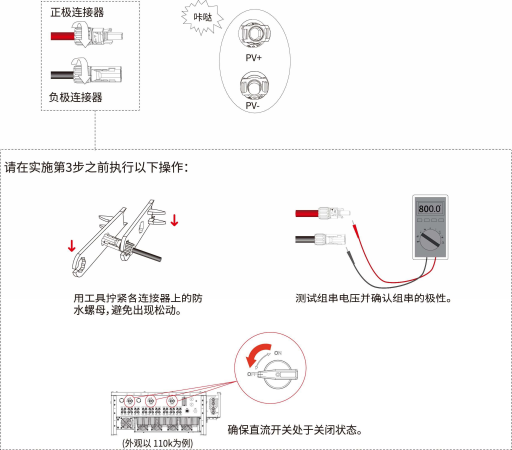 正极连接器
咔哒
PV+
负极连接器
PV-
请在实施第3步之前执行以下操作：
800.0
用工具拧紧各连接器上的防
水螺母，避免出现松动。
测试组串电压并确认组串的极性。
ON
确保直流开关处于关闭状态。
(外观以 110k为例)